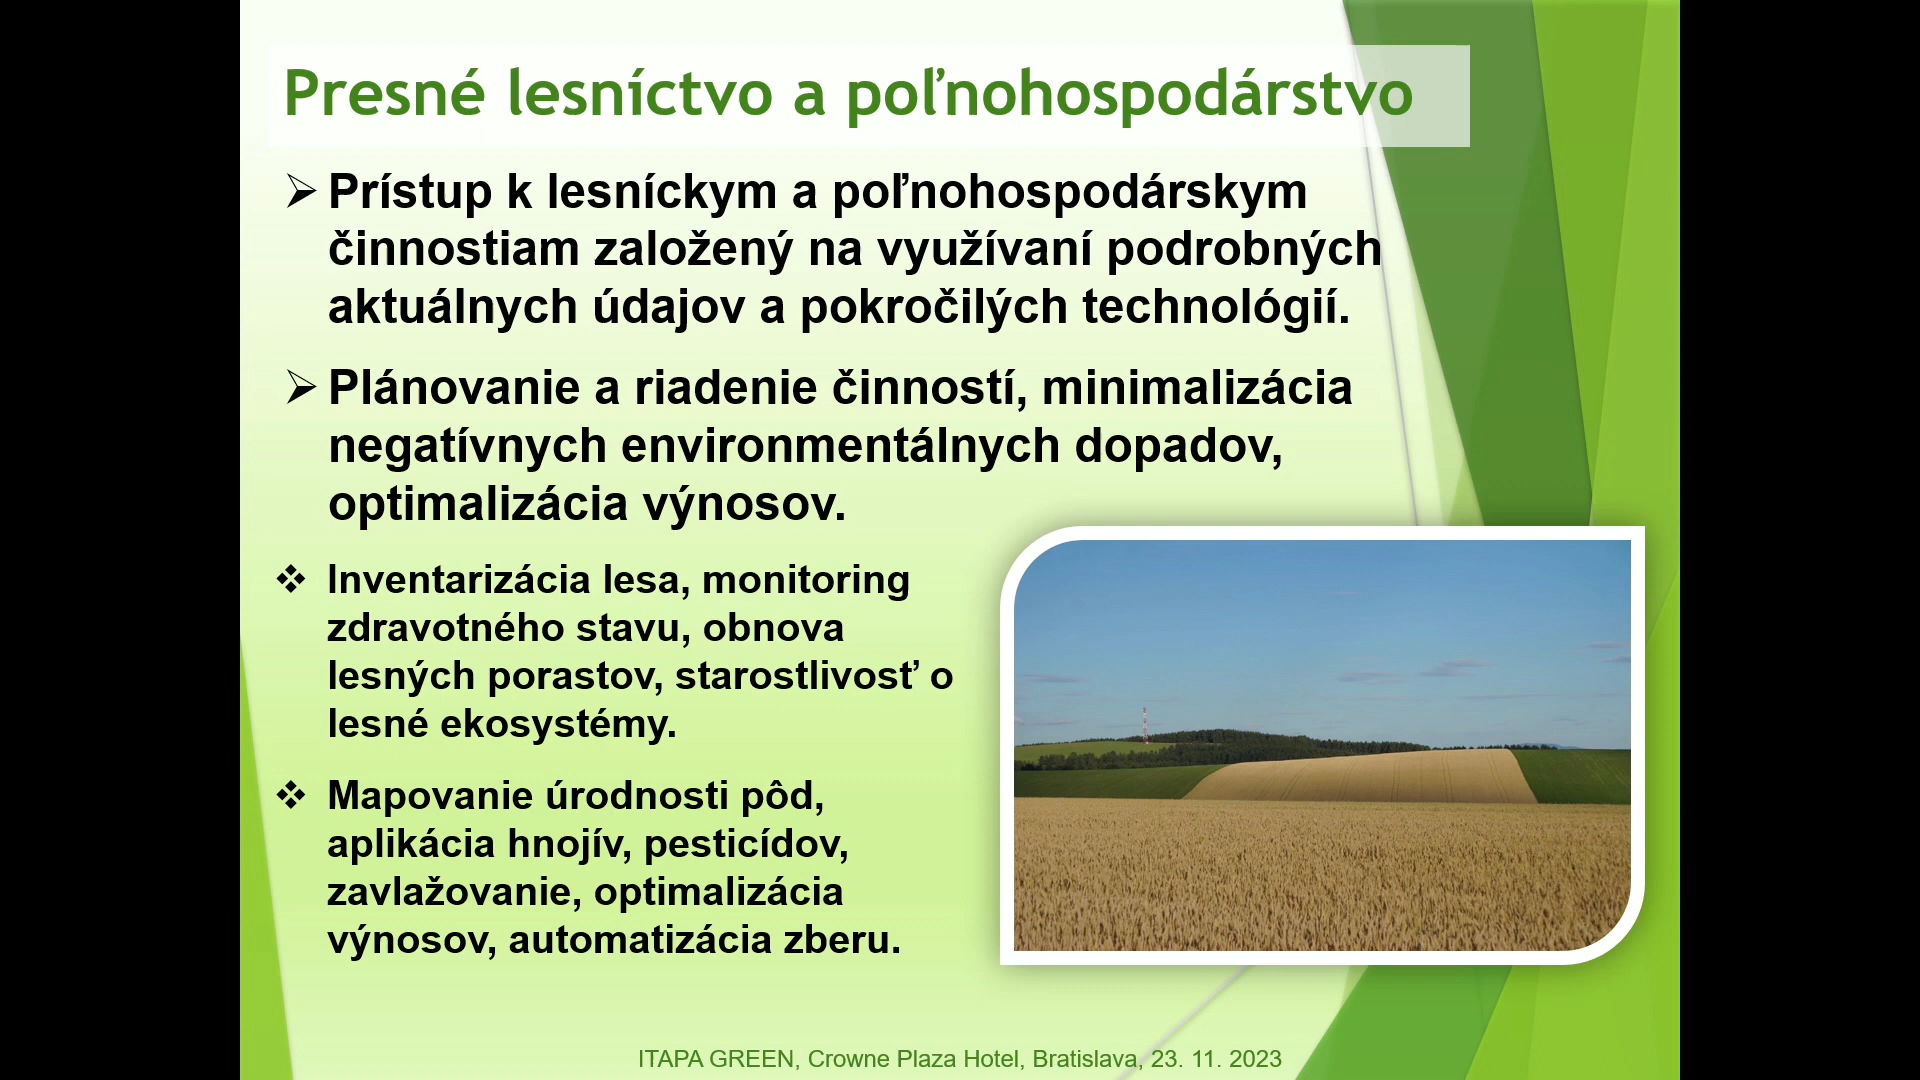 Presné lesníctvo a poľnohospodárstvo
Prístup k lesníckym a poľnohospodárskym
činnostiam založený na využívaní podrobných
aktuálnych údajov a pokročilých technológií.
Plánovanie a riadenie činností, minimalizácia
negatívnych environmentálnych dopadov,
optimalizácia výnosov.
Inventarizácia lesa, monitoring
zdravotného stavu, obnova
lesných porastov, starostlivosť o
lesné ekosystémy.
Mapovanie úrodnosti pôd,
aplikácia hnojív, pesticídov,
zavlažovanie, optimalizácia
výnosov, automatizácia zberu.
ITAPA GREEN, Crowne Plaza Hotel, Bratislava, 23. 11. 2023